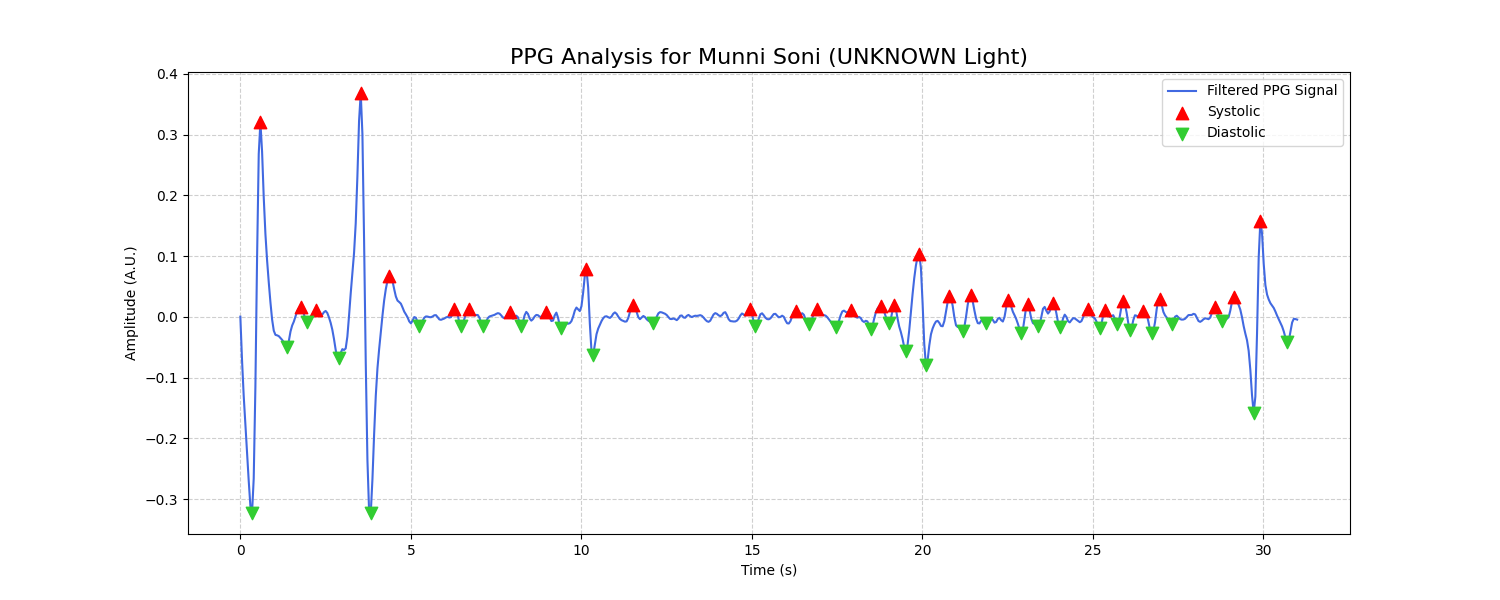 PPG Analysis for Munni Soni (UNKNOWN Light)
Filtered PPG Signal
Systolic
Diastolic
Amplitude (A.U.)
0.4
0.3
0.2
0.1
0.0
−0.1
−0.2
−0.3
0 5 10 15 20 25 30
Time (s)